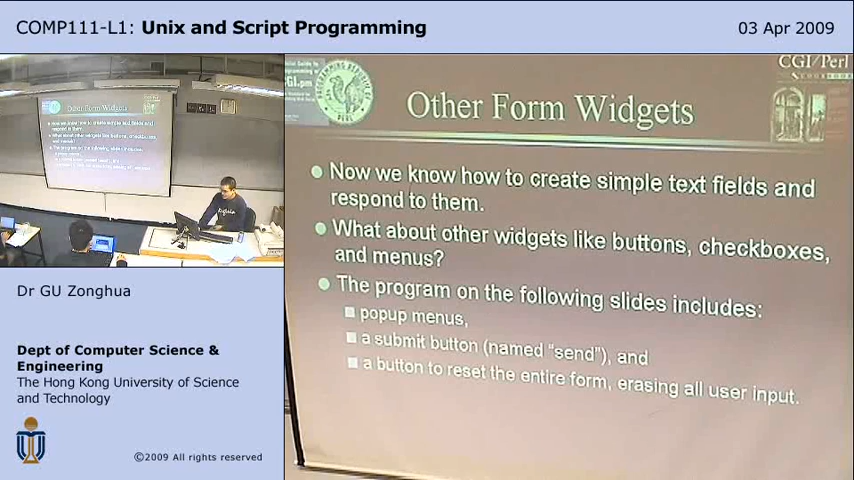 COMP111-L1: Unix and Script Programming
03 Apr 2009
CGI/Perl
Other Form Widgets
Now we know how to create simple text fields and
respond to them.
What about other widgets like buttons, checkboxes,
and menus?
The program on the following slides includes:
popup menus,
a submit button (named "send"), and
a button to reset the entire form, erasing all user input.
Dr GU Zonghua
Dept of Computer Science &
Engineering
The Hong Kong University of Science
and Technology
©2009 All rights reserved